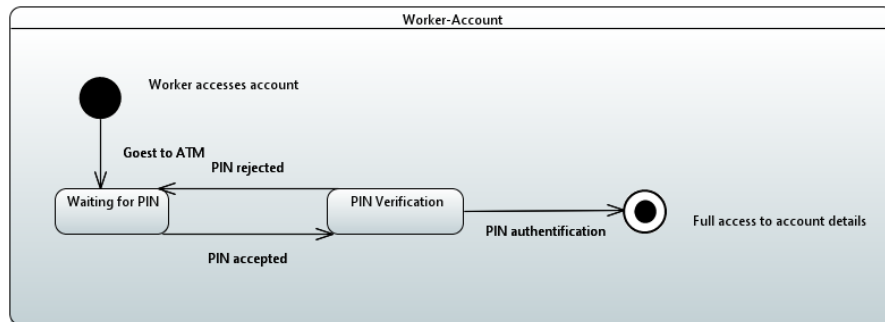 Worker-Account
Worker accesses account
Goest to ATM
PIN rejected
Waiting for PIN
PIN Verification
PIN accepted
PIN authentification
Full access to account details